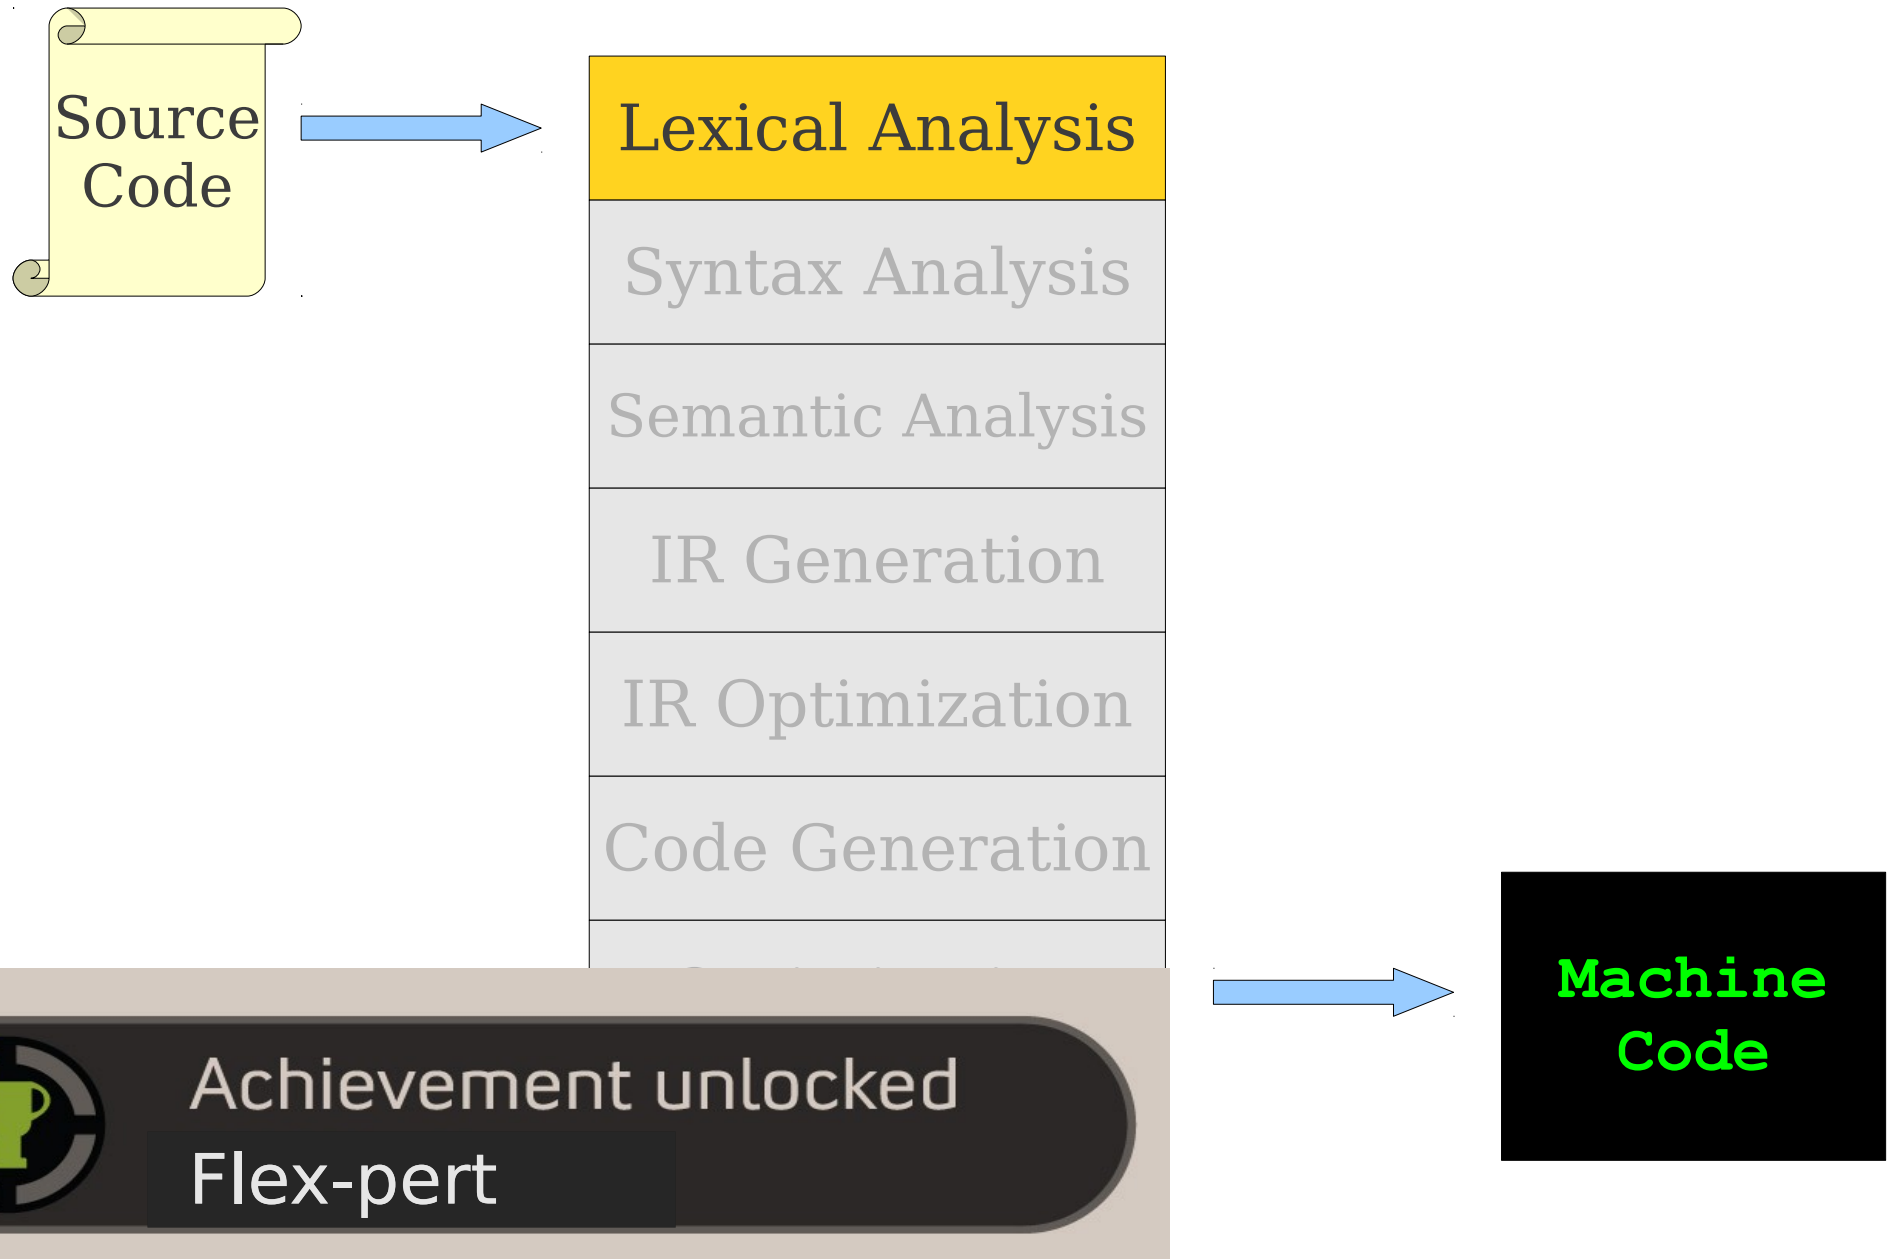 Source
Code
Lexical Analysis
Syntax Analysis
Semantic Analysis
IR Generation
IR Optimization
Code Generation
Machine
Code
Achievement unlocked
Flex-pert